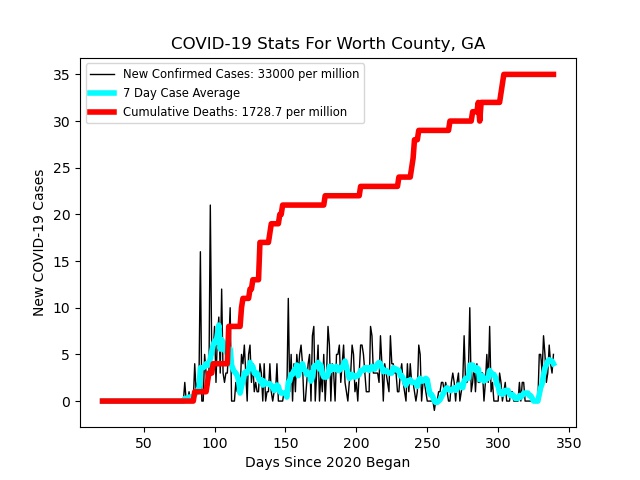 COVID-19 Stats For Worth County, GA
New Confirmed Cases: 33000 per million
7 Day Case Average
Cumulative Deaths: 1728.7 per million
New COVID-19 Cases
35
30
25
20
15
10
5
0
50 100 150 200 250 300 350
Days Since 2020 Began